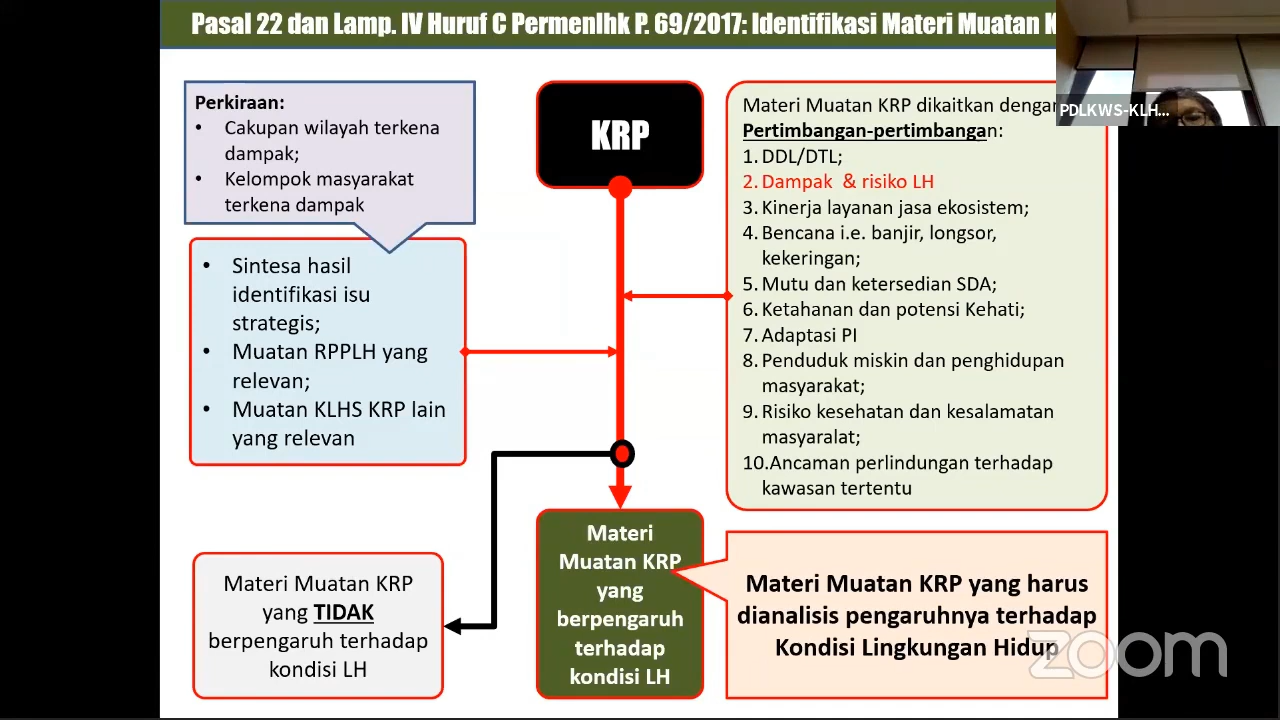 Pasal 22 dan Lamp. IV Huruf C Permenlhk P. 69/2017: Identifikasi Materi Muatan K
PDLKWS-KLH...
Perkiraan:
• Cakupan wilayah terkena
dampak;
• Kelompok masyarakat
terkena dampak
KRP
Materi Muatan KRP dikaitkan dengan
Pertimbangan-pertimbangan:
1. DDL/DTL;
2. Dampak & risiko LH
3. Kinerja layanan jasa ekosistem;
4. Bencana i.e. banjir, longsor,
kekeringan;
5. Mutu dan ketersedian SDA;
6. Ketahanan dan potensi Kehati;
7. Adaptasi PI
8. Penduduk miskin dan penghidupan
masyarakat;
9. Risiko kesehatan dan kesalamatan
masyaralat;
10.Ancaman perlindungan terhadap
kawasan tertentu
• Sintesa hasil
identifikasi isu
strategis;
• Muatan RPPLH yang
relevan;
• Muatan KLHS KRP lain
yang relevan
Materi Muatan KRP
yang TIDAK
berpengaruh terhadap
kondisi LH
Materi
Muatan KRP
yang
berpengaruh
terhadap
kondisi LH
Materi Muatan KRP yang harus
dianalisis pengaruhnya terhadap
Kondisi Lingkungan Hidup
zoom